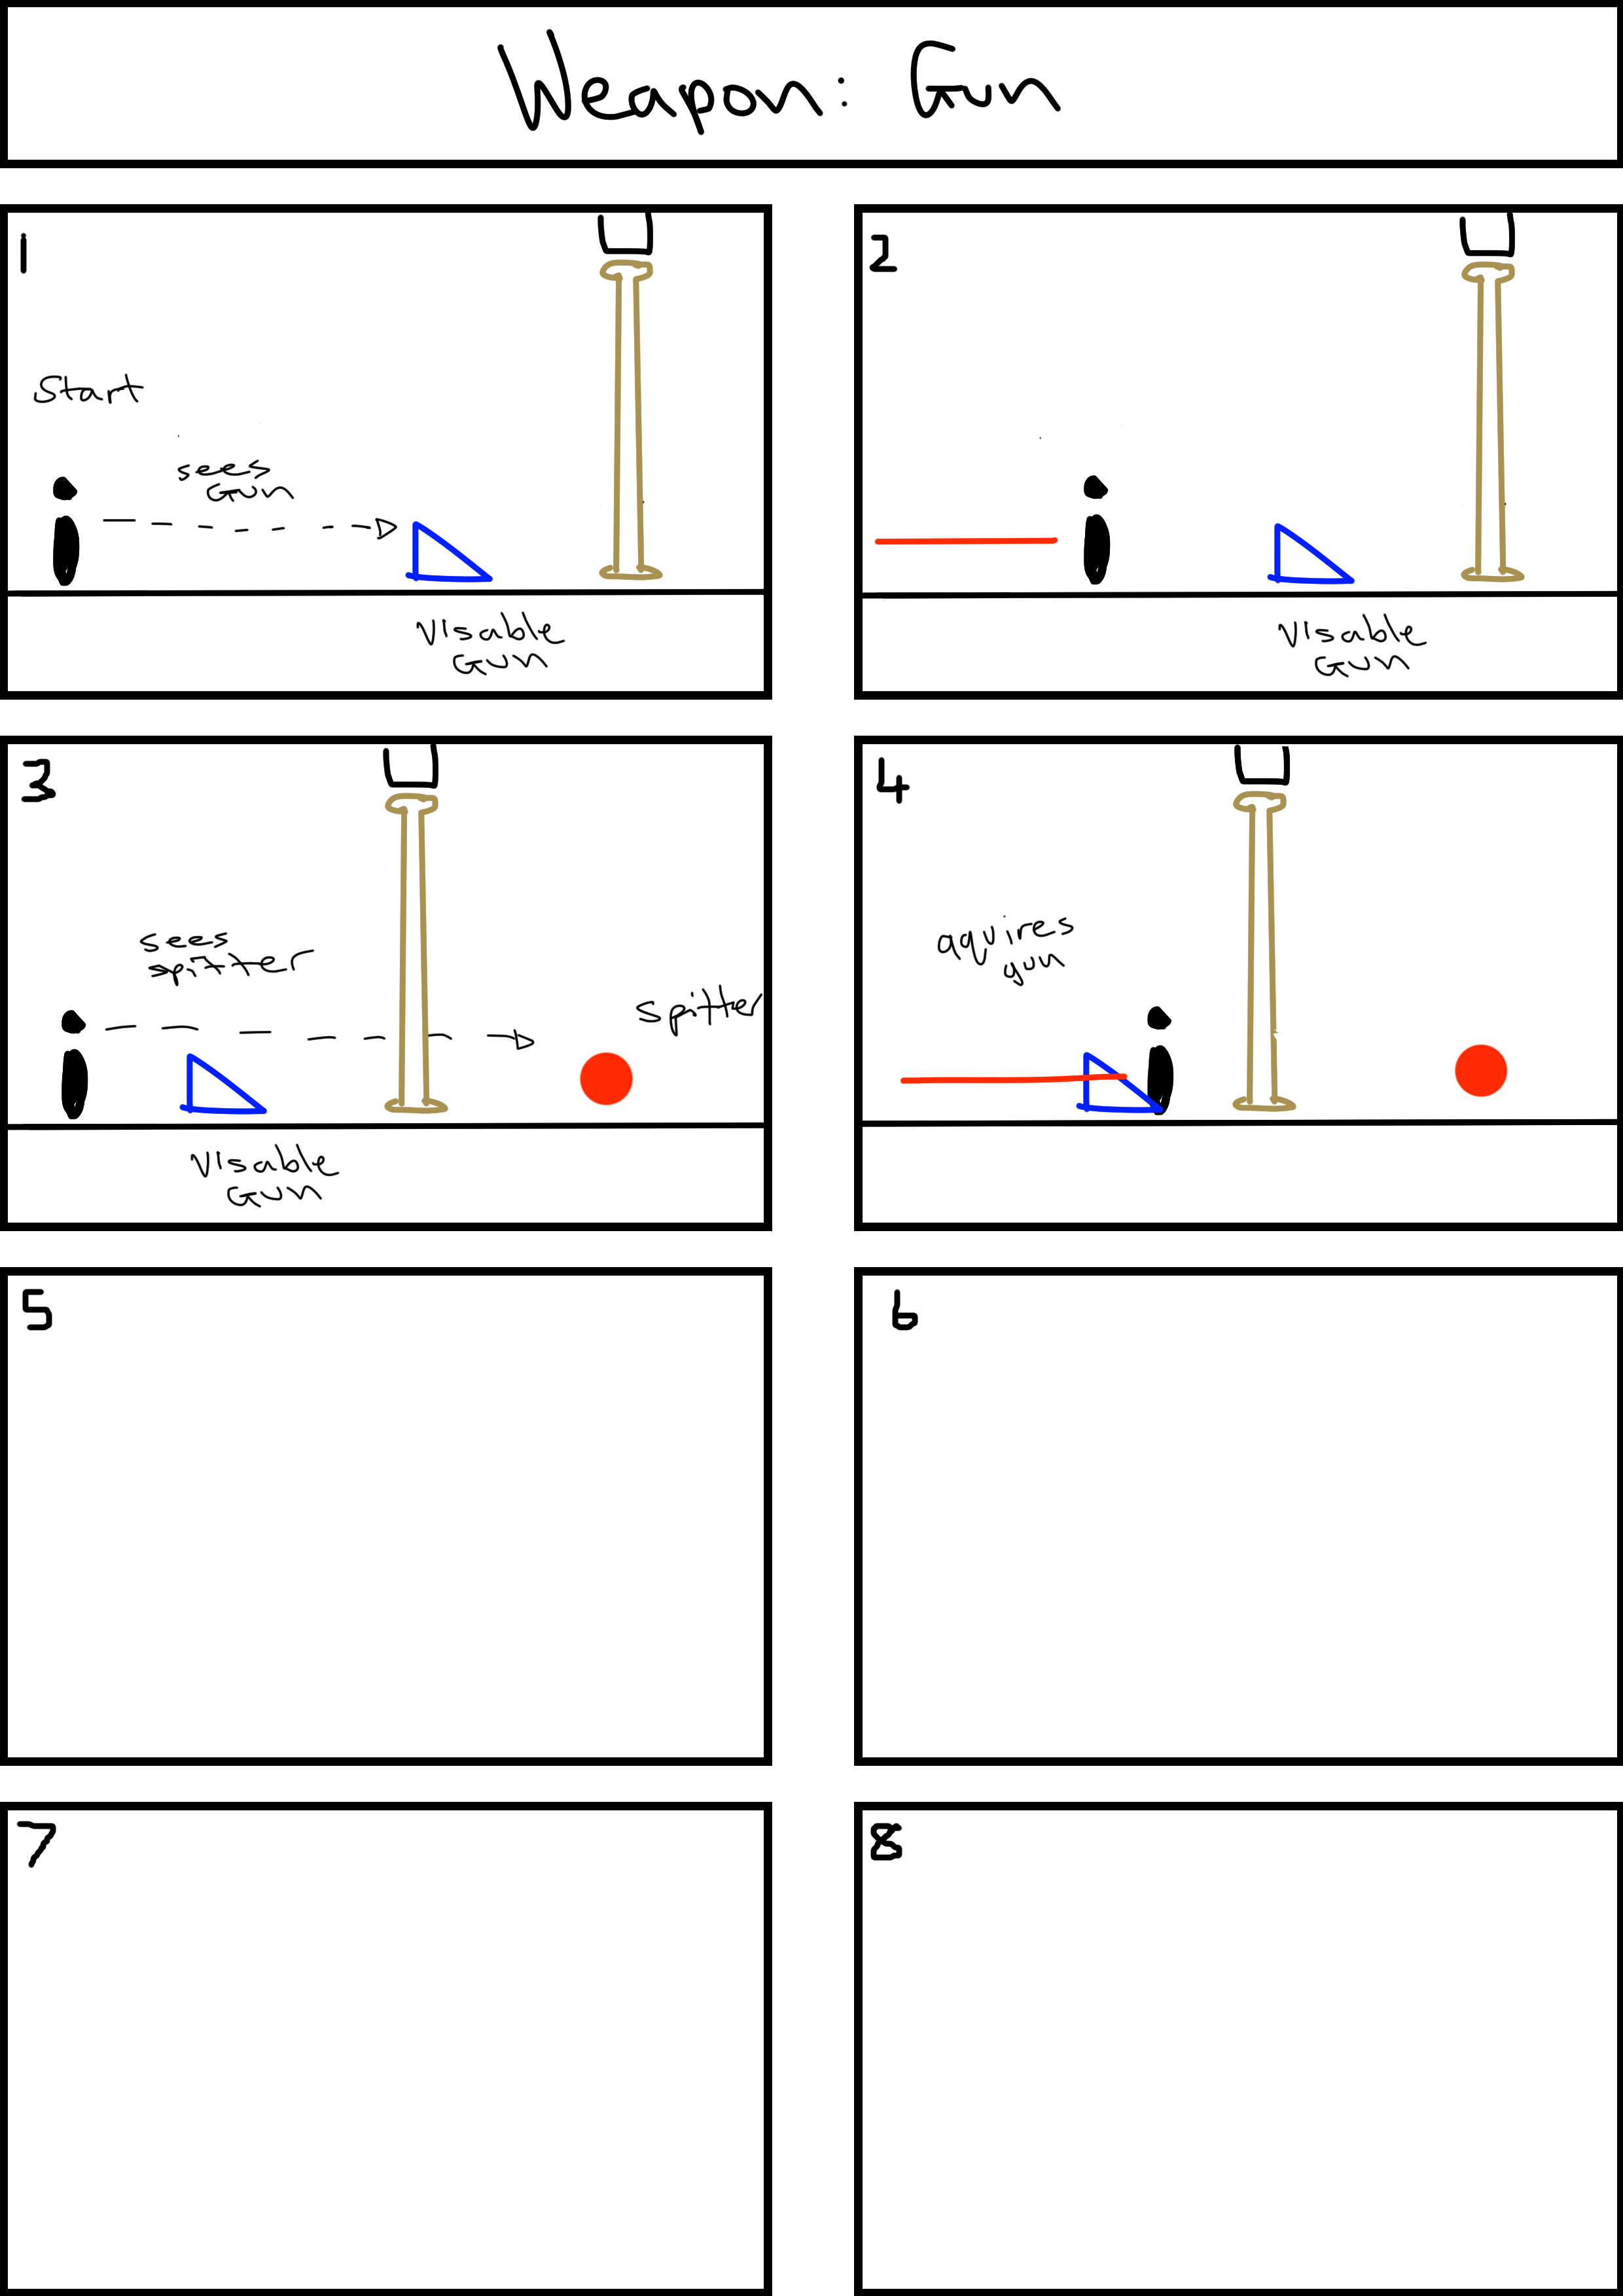 Weapon: Gun
1
Start
sees
Gun
Visable
Gun
2
Visable
Gun
3
sees
spitter
spitter
Visable
Gun
4
aquires
gun
5
6
7
8